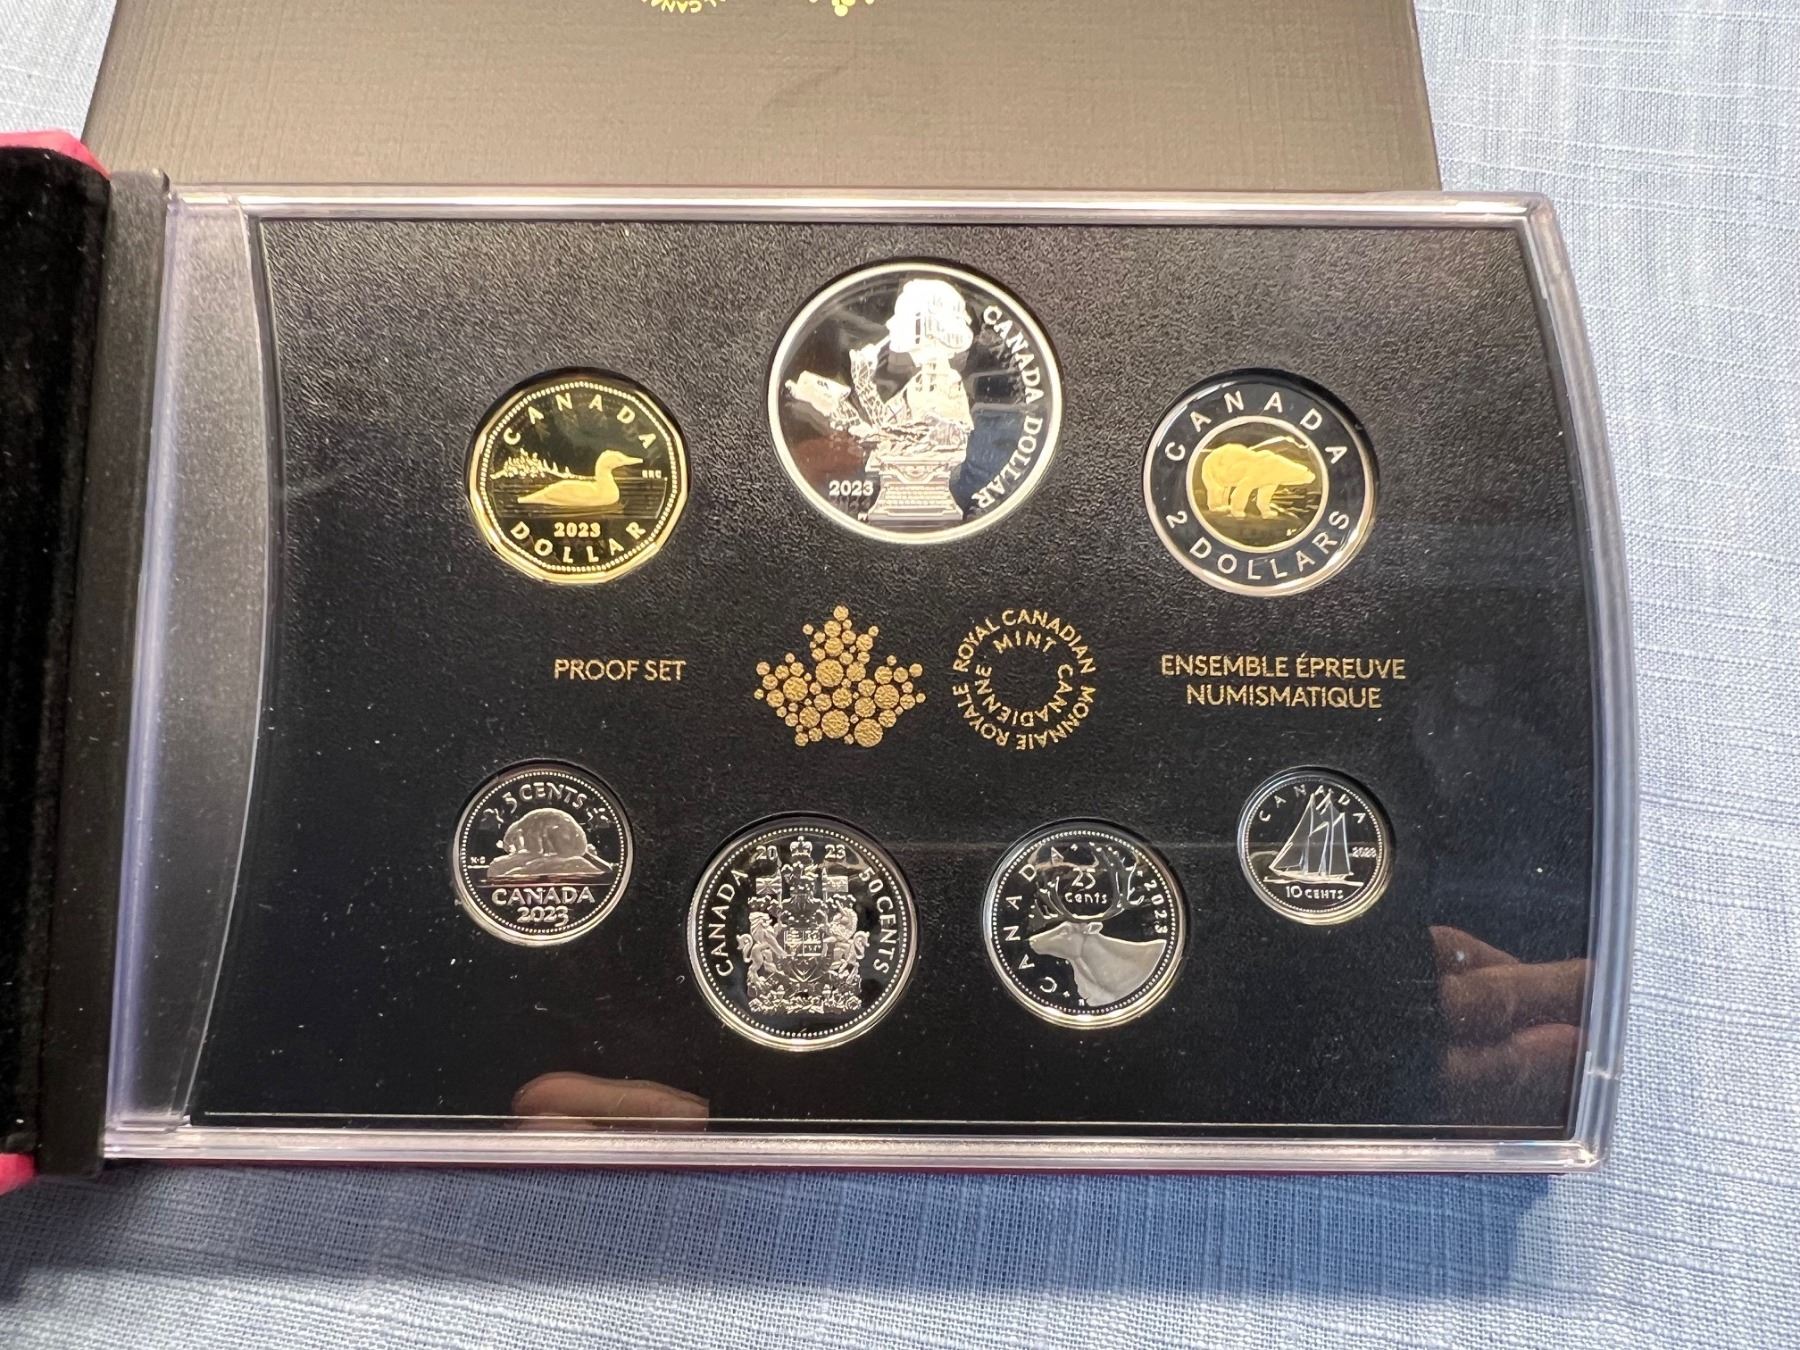 CANADA DOLLAR
2023
CANADA
2023
DOLLAR
CANADA
2 DOLLARS
PROOF SET
ROYAL CANADIAN MINT
MONNAIE ROYALE CANADIENNE
ENSEMBLE ÉPREUVE
NUMISMATIQUE
5 CENTS
K·G
CANADA
2023
CANADA
2023
50 CENTS
CANADA
25
cents
2023
CANADA
2023
10 CENTS